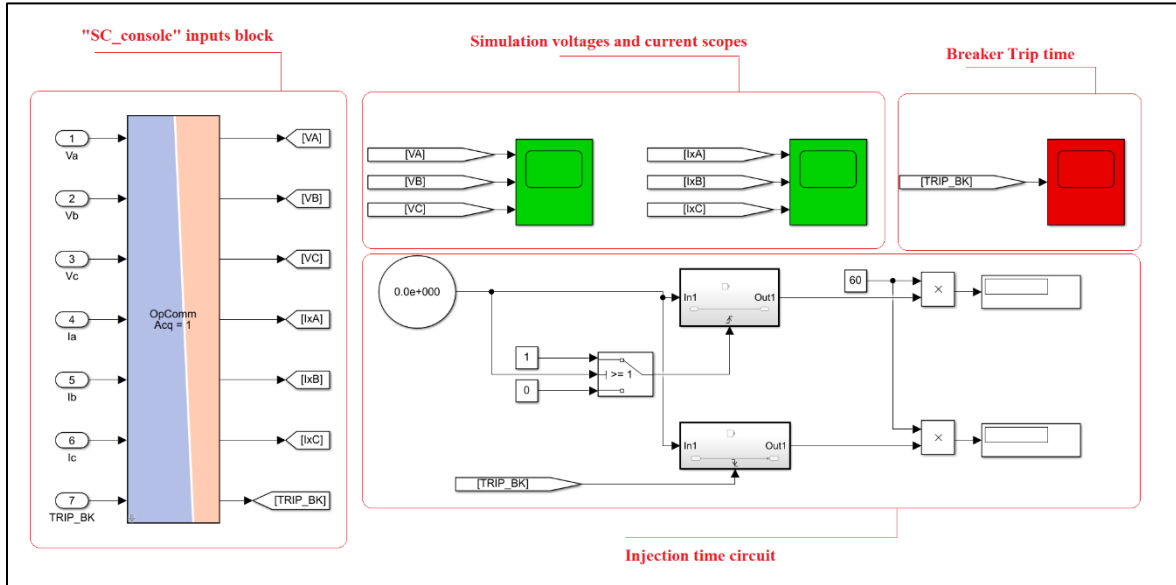 "SC_console" inputs block
Simulation voltages and current scopes
Breaker Trip time
1
Va
2
Vb
3
Vc
4
Ia
5
Ib
6
Ic
7
TRIP_BK
OpComm
Acq = 1
[VA]
[VB]
[VC]
[IxA]
[IxB]
[IxC]
[TRIP_BK]
[VA]
[VB]
[VC]
[IxA]
[IxB]
[IxC]
[TRIP_BK]
0.0e+000
1
0
>= 1
In1
Out1
60
×
In1
Out1
×
[TRIP_BK]
Injection time circuit